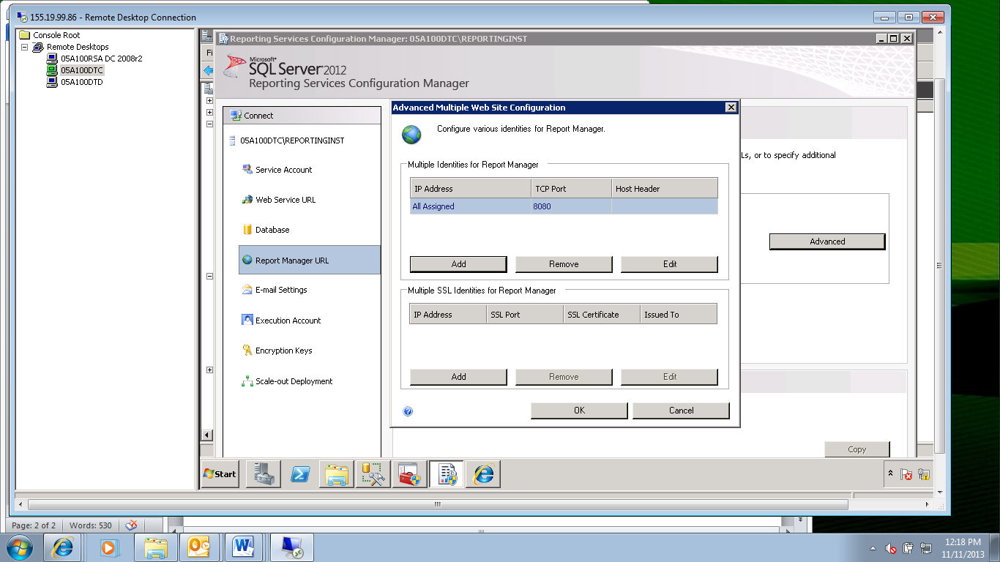 155.19.99.86 - Remote Desktop Connection
Console Root
Remote Desktops
05A100RSA DC 2008r2
05A100DTC
05A100DTD
Reporting Services Configuration Manager: 05A100DTC\REPORTINGINST
Fi
Microsoft®
SQL Server 2012
Reporting Services Configuration Manager
Connect
05A100DTC\REPORTINGINST
Service Account
Web Service URL
Database
Report Manager URL
E-mail Settings
Execution Account
Encryption Keys
Scale-out Deployment
Advanced Multiple Web Site Configuration
Configure various identities for Report Manager.
Multiple Identities for Report Manager
IP Address TCP Port Host Header
All Assigned 8080
Add Remove Edit
Multiple SSL Identities for Report Manager
IP Address SSL Port SSL Certificate Issued To
Add Remove Edit
OK Cancel
Ls, or to specify additional
Advanced
Copy
Start
Page: 2 of 2 Words: 530
12:18 PM
11/11/2013